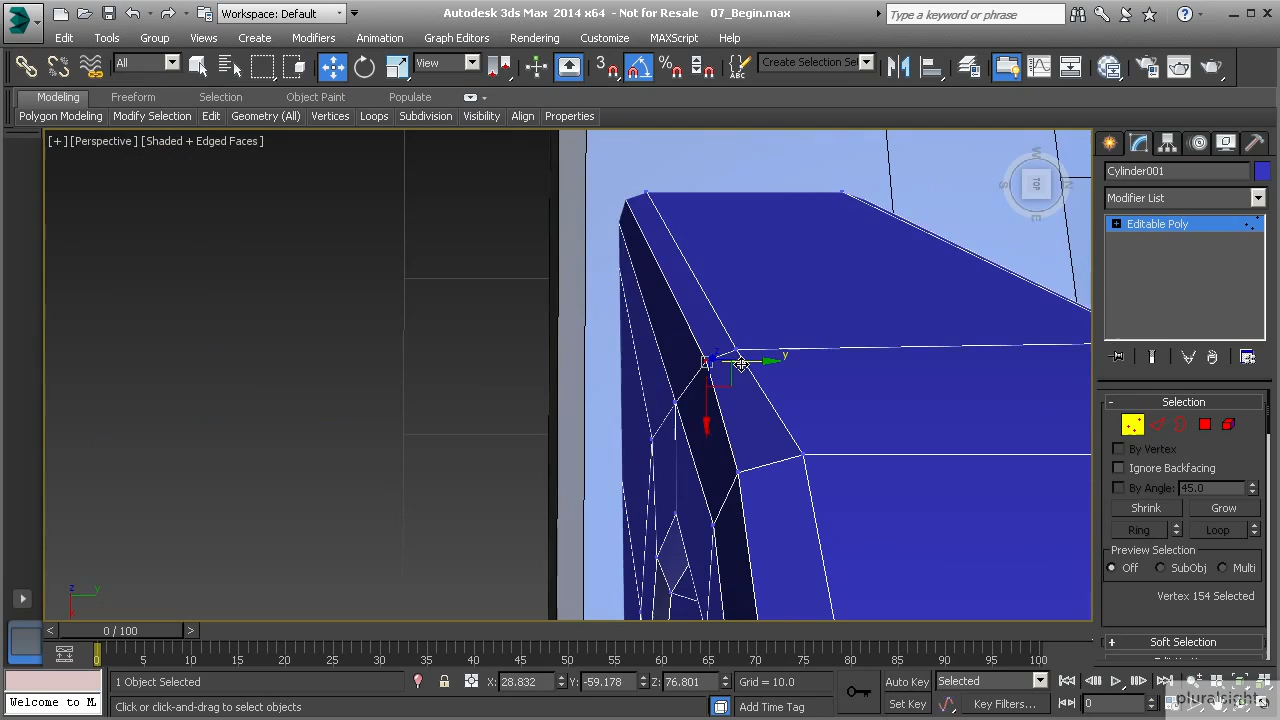 Workspace: Default
Autodesk 3ds Max 2014 x64 - Not for Resale 07_Begin.max
Type a keyword or phrase
Edit Tools Group Views Create Modifiers Animation Graph Editors Rendering Customize MAXScript Help
All View Create Selection Se
Modeling Freeform Selection Object Paint Populate
Polygon Modeling Modify Selection Edit Geometry (All) Vertices Loops Subdivision Visibility Align Properties
[+][Perspective][Shaded + Edged Faces]
W
S TOP N
E
Cylinder001
Modifier List
Editable Poly
y
Selection
By Vertex
Ignore Backfacing
By Angle: 45.0
Shrink Grow
Ring Loop
Preview Selection
Off SubObj Multi
Vertex 154 Selected
Soft Selection
z y
x
0 / 100
0 5 10 15 20 25 30 35 40 45 50 55 60 65 70 75 80 85 90 95 100
1 Object Selected X: 28.832 Y: -59.178 Z: 76.801 Grid = 10.0 Auto Key Selected
Welcome to M Click or click-and-drag to select objects Add Time Tag Set Key Key Filters... 0
pluralsight